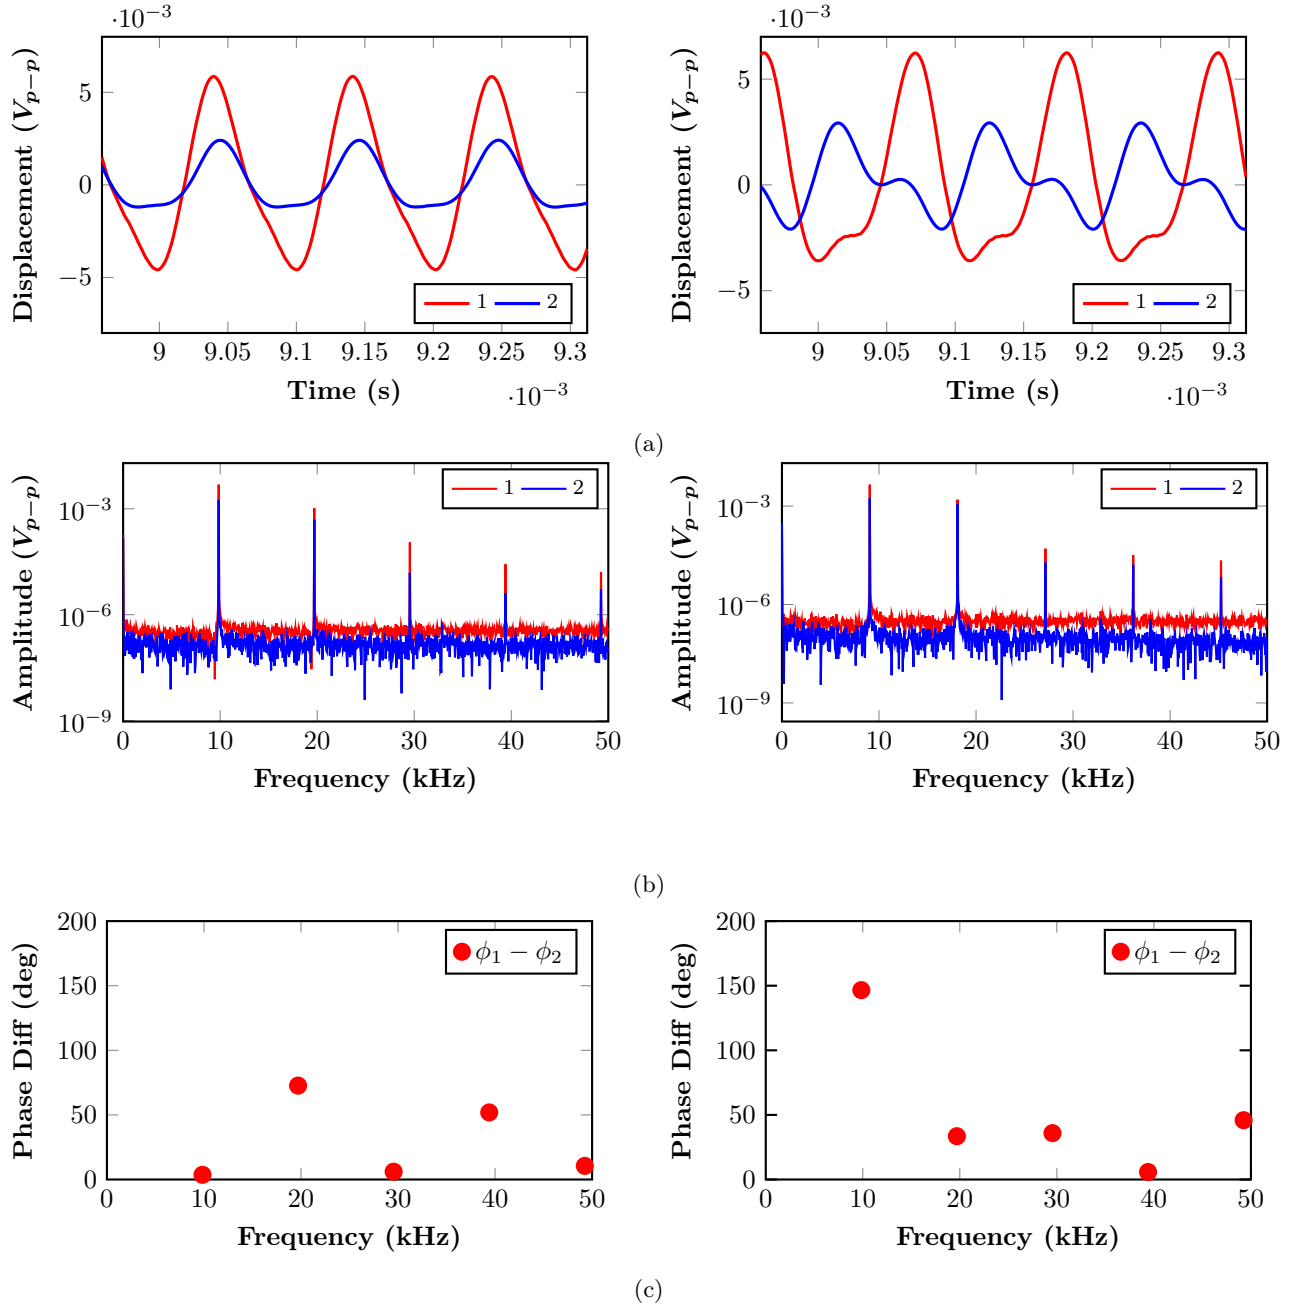 ·10⁻³
Displacement (V_{p−p})
5
0
−5
9 9.05 9.1 9.15 9.2 9.25 9.3
Time (s)
·10⁻³
1 2
·10⁻³
Displacement (V_{p−p})
5
0
−5
9 9.05 9.1 9.15 9.2 9.25 9.3
Time (s)
·10⁻³
1 2
(a)
Amplitude (V_{p−p})
10⁻³
10⁻⁶
10⁻⁹
0 10 20 30 40 50
Frequency (kHz)
1 2
Amplitude (V_{p−p})
10⁻³
10⁻⁶
10⁻⁹
0 10 20 30 40 50
Frequency (kHz)
1 2
(b)
Phase Diff (deg)
200
150
100
50
0
0 10 20 30 40 50
Frequency (kHz)
ϕ₁ − ϕ₂
Phase Diff (deg)
200
150
100
50
0
0 10 20 30 40 50
Frequency (kHz)
ϕ₁ − ϕ₂
(c)